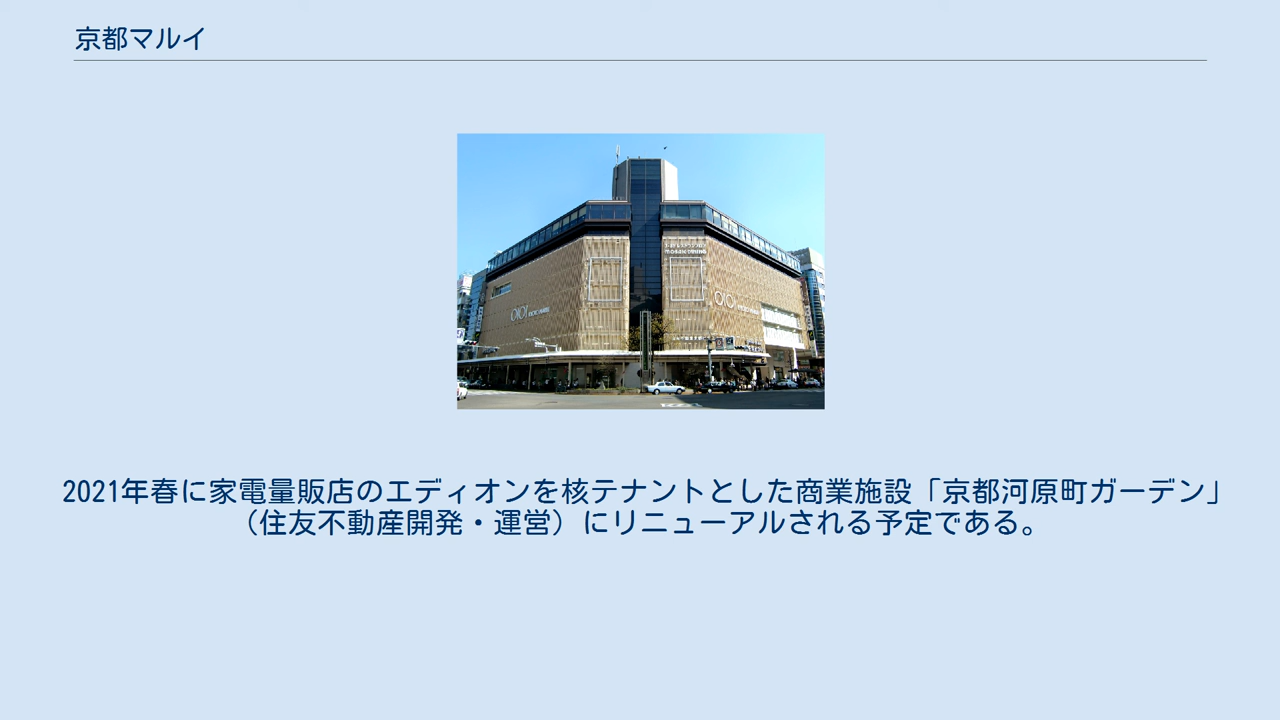 京都マルイ
OIOI
OIOI
2021年春に家電量販店のエディオンを核テナントとした商業施設「京都河原町ガーデン」
（住友不動産開発・運営）にリニューアルされる予定である。